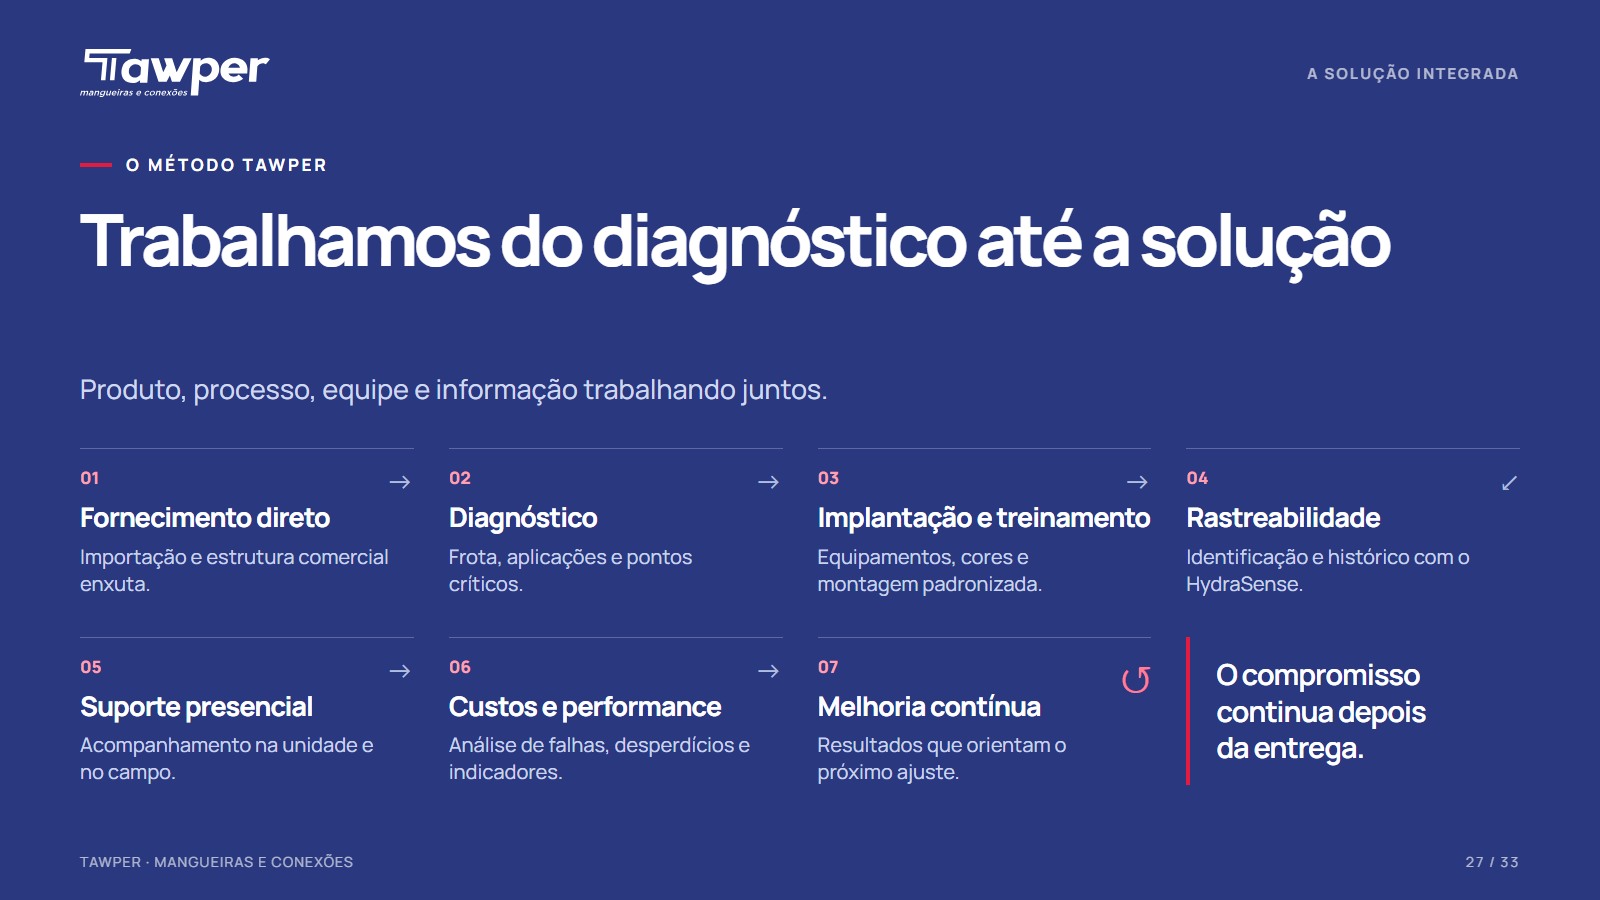 Tawper
mangueiras e conexões
A SOLUÇÃO INTEGRADA
O MÉTODO TAWPER
Trabalhamos do diagnóstico até a solução
Produto, processo, equipe e informação trabalhando juntos.
01 →
Fornecimento direto
Importação e estrutura comercial
enxuta.
02 →
Diagnóstico
Frota, aplicações e pontos
críticos.
03 →
Implantação e treinamento
Equipamentos, cores e
montagem padronizada.
04 ↙
Rastreabilidade
Identificação e histórico com o
HydraSense.
05 →
Suporte presencial
Acompanhamento na unidade e
no campo.
06 →
Custos e performance
Análise de falhas, desperdícios e
indicadores.
07 ↺
Melhoria contínua
Resultados que orientam o
próximo ajuste.
O compromisso
continua depois
da entrega.
TAWPER · MANGUEIRAS E CONEXÕES
27 / 33